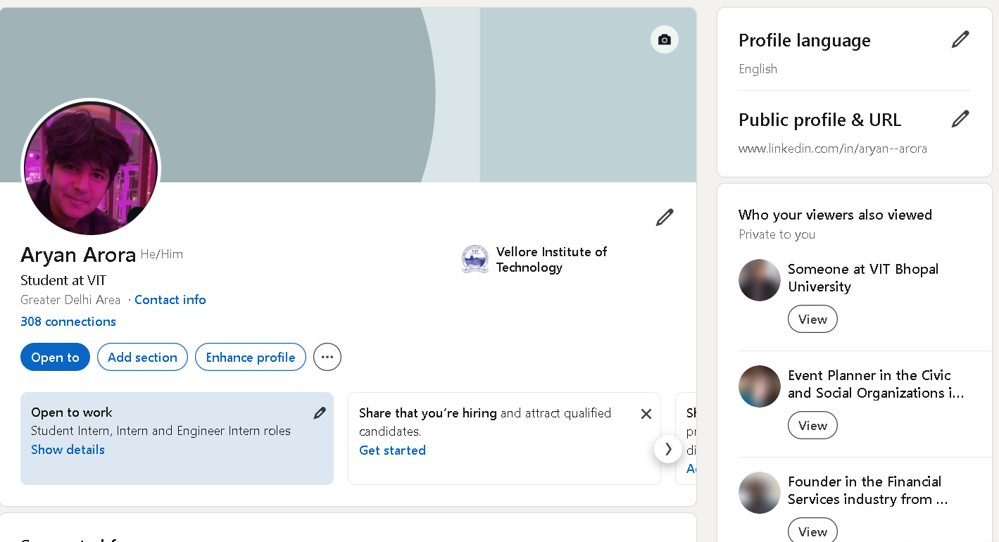 Aryan Arora He/Him
Student at VIT
Greater Delhi Area · Contact info
308 connections
Vellore Institute of
Technology
Open to
Add section
Enhance profile
Open to work
Student Intern, Intern and Engineer Intern roles
Show details
Share that you're hiring and attract qualified
candidates.
Get started
Profile language
English
Public profile & URL
www.linkedin.com/in/aryan--arora
Who your viewers also viewed
Private to you
Someone at VIT Bhopal
University
View
Event Planner in the Civic
and Social Organizations i...
View
Founder in the Financial
Services industry from ...
View